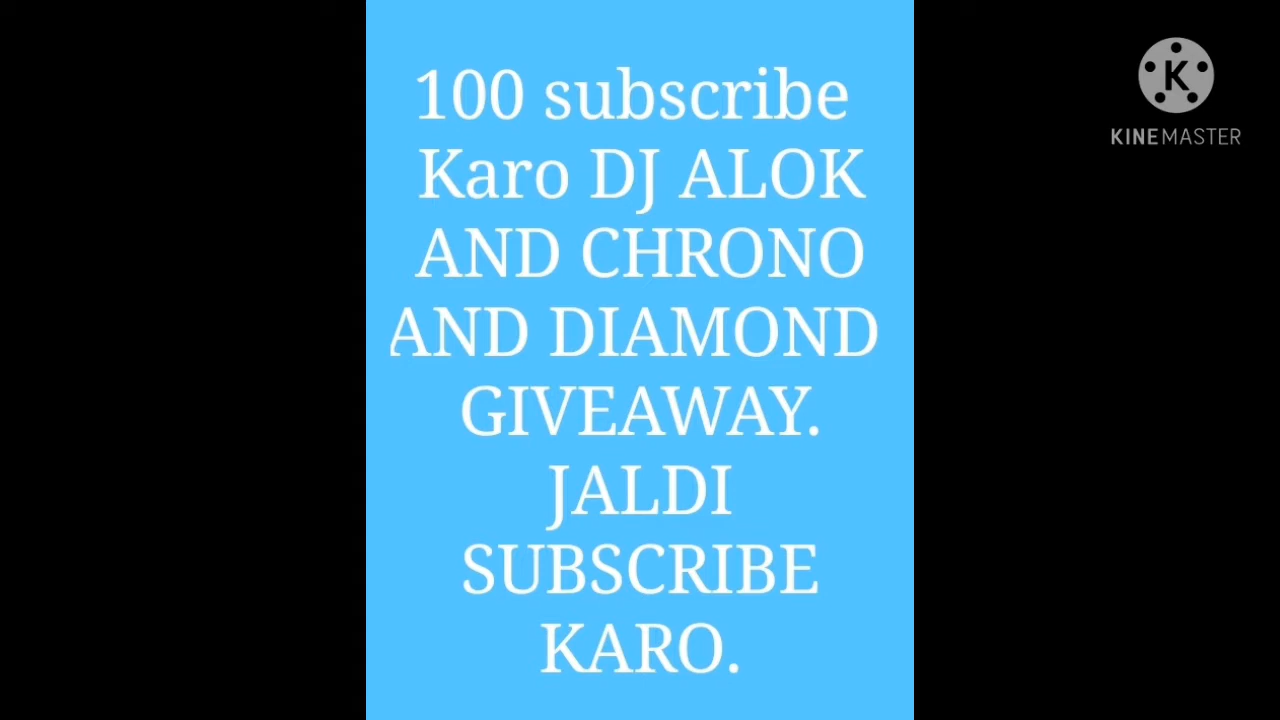 100 subscribe
Karo DJ ALOK
AND CHRONO
AND DIAMOND
GIVEAWAY.
JALDI
SUBSCRIBE
KARO.
K
KINEMASTER